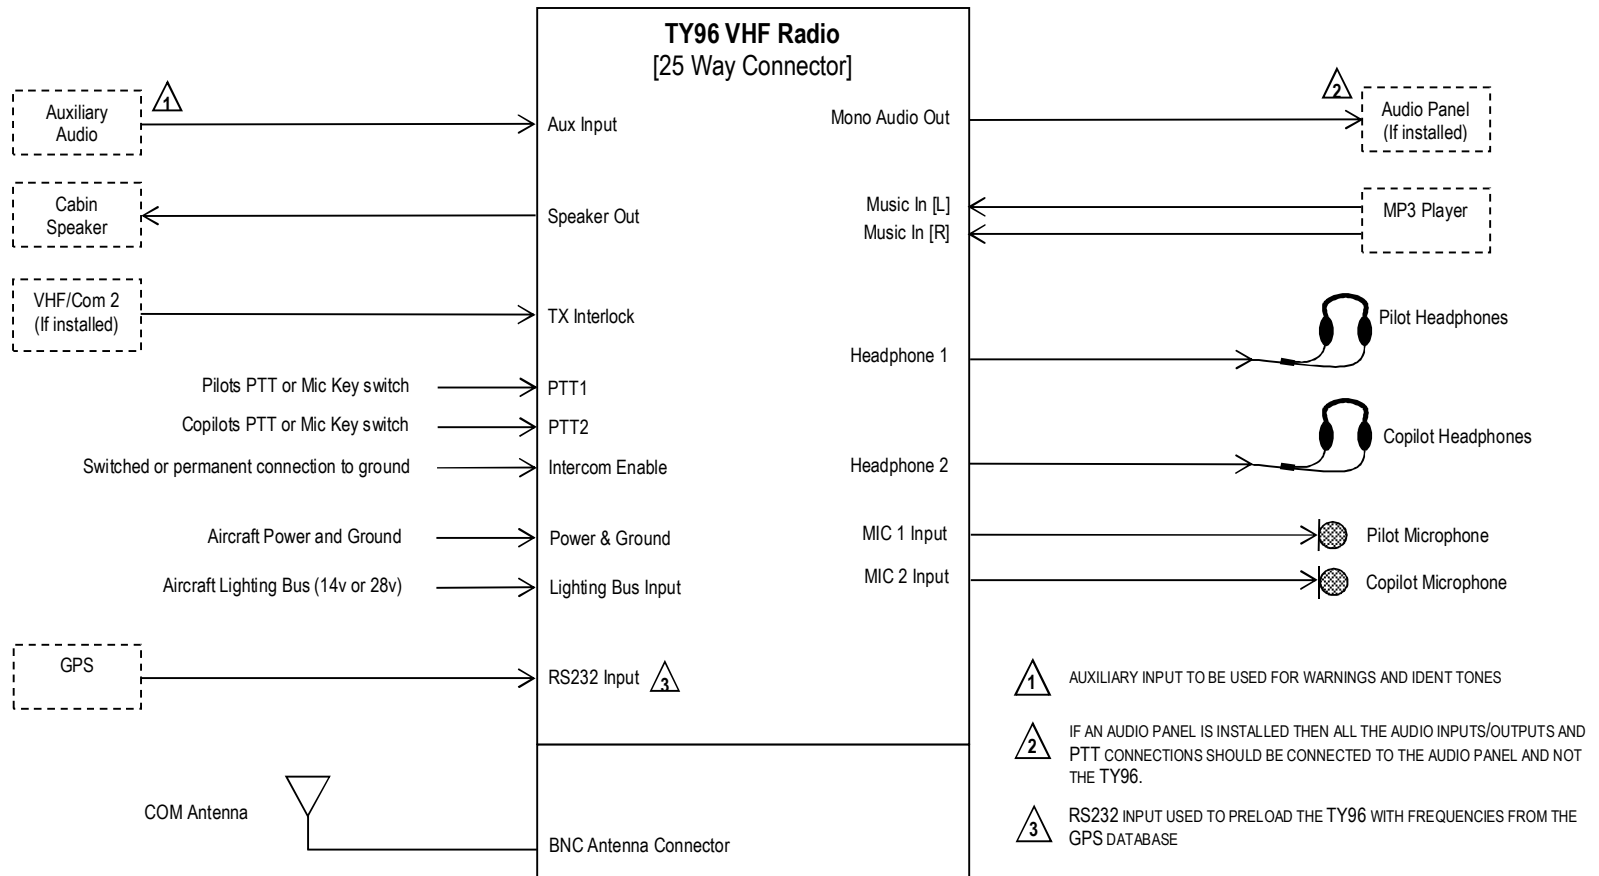 TY96 VHF Radio
[25 Way Connector]
1
Auxiliary
Audio
Aux Input
Cabin
Speaker
Speaker Out
VHF/Com 2
(If installed)
TX Interlock
Pilots PTT or Mic Key switch
PTT1
Copilots PTT or Mic Key switch
PTT2
Switched or permanent connection to ground
Intercom Enable
Aircraft Power and Ground
Power & Ground
Aircraft Lighting Bus (14v or 28v)
Lighting Bus Input
GPS
RS232 Input
3
COM Antenna
BNC Antenna Connector
Mono Audio Out
2
Audio Panel
(If installed)
Music In [L]
Music In [R]
MP3 Player
Headphone 1
Pilot Headphones
Headphone 2
Copilot Headphones
MIC 1 Input
Pilot Microphone
MIC 2 Input
Copilot Microphone
1
AUXILIARY INPUT TO BE USED FOR WARNINGS AND IDENT TONES
2
IF AN AUDIO PANEL IS INSTALLED THEN ALL THE AUDIO INPUTS/OUTPUTS AND
PTT CONNECTIONS SHOULD BE CONNECTED TO THE AUDIO PANEL AND NOT
THE TY96.
3
RS232 INPUT USED TO PRELOAD THE TY96 WITH FREQUENCIES FROM THE
GPS DATABASE